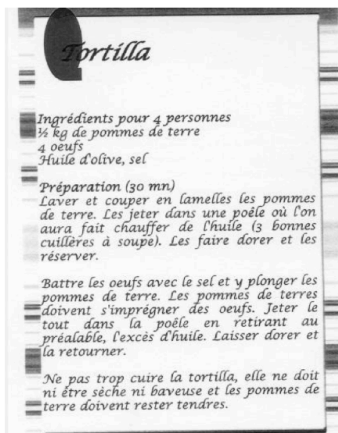 Tortilla
Ingrédients pour 4 personnes
½ kg de pommes de terre
4 oeufs
Huile d'olive, sel
Préparation (30 mn)
Laver et couper en lamelles les pommes
de terre. Les jeter dans une poêle où l'on
aura fait chauffer de l'huile (3 bonnes
cuillères à soupe). Les faire dorer et les
réserver.
Battre les oeufs avec le sel et y plonger les
pommes de terre. Les pommes de terres
doivent s'imprégner des oeufs. Jeter le
tout dans la poêle en retirant au
préalable, l'excès d'huile. Laisser dorer et
la retourner.
Ne pas trop cuire la tortilla, elle ne doit
ni être sèche ni baveuse et les pommes de
terre doivent rester tendres.